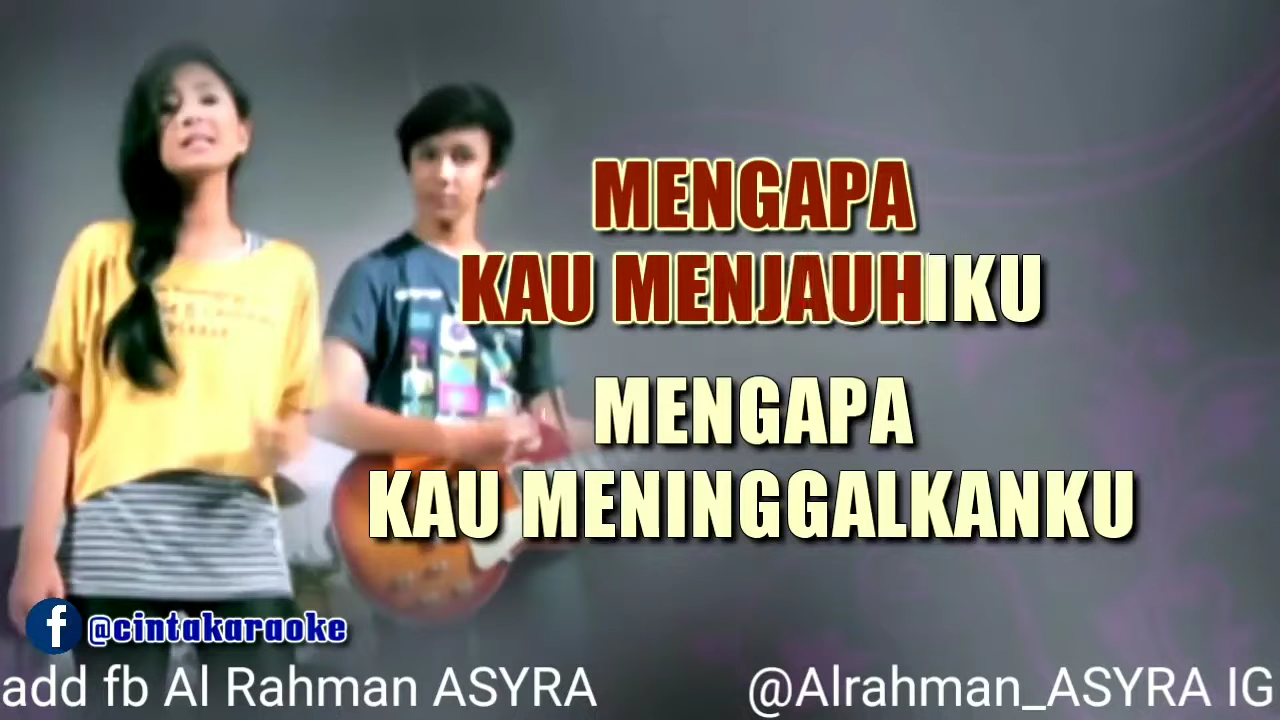 MENGAPA
KAU MENJAUHIKU
MENGAPA
KAU MENINGGALKANKU
f @cintakaraoke
add fb Al Rahman ASYRA
@Alrahman_ASYRA IG